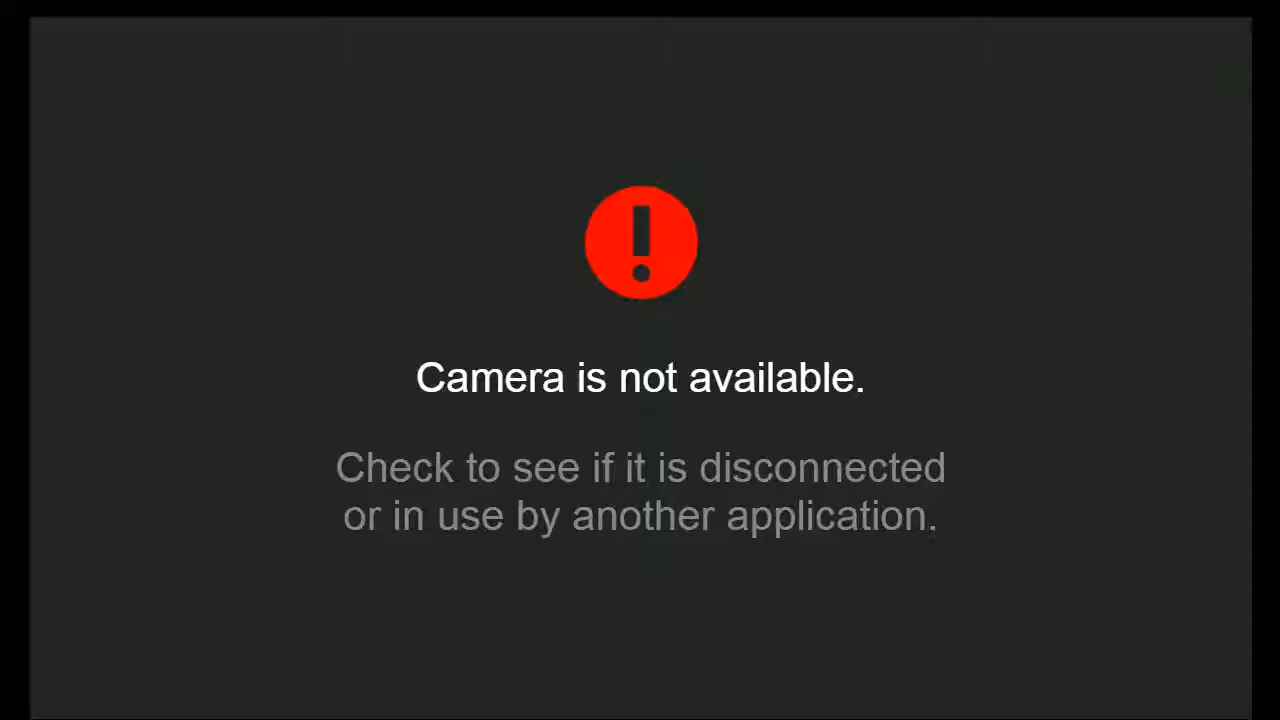 Camera is not available.
Check to see if it is disconnected
or in use by another application.